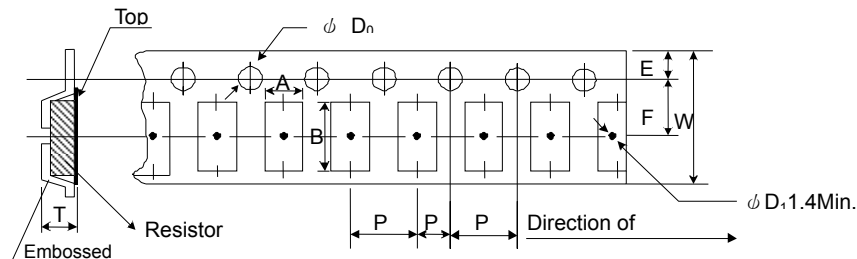 Top
ϕ D₀
A
E
F
W
B
ϕ D₁1.4Min.
T
Resistor
P
P
P
Direction of
Embossed